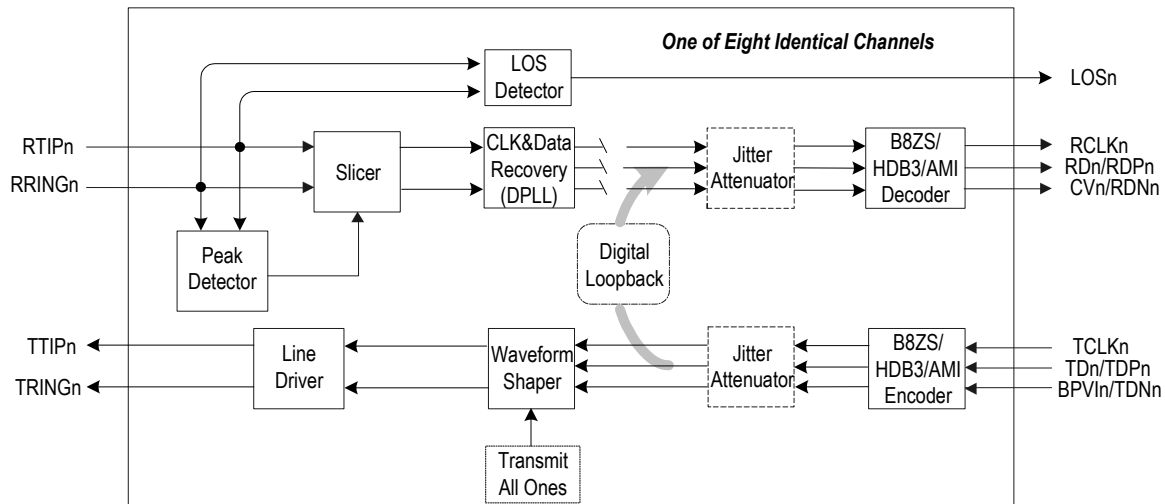 One of Eight Identical Channels
LOS
Detector
LOSn
RTIPn
RRINGn
Slicer
CLK&Data
Recovery
(DPLL)
Jitter
Attenuator
B8ZS/
HDB3/AMI
Decoder
RCLKn
RDn/RDPn
CVn/RDNn
Peak
Detector
Digital
Loopback
TTIPn
TRINGn
Line
Driver
Waveform
Shaper
Jitter
Attenuator
B8ZS/
HDB3/AMI
Encoder
TCLKn
TDn/TDPn
BPVIn/TDNn
Transmit
All Ones